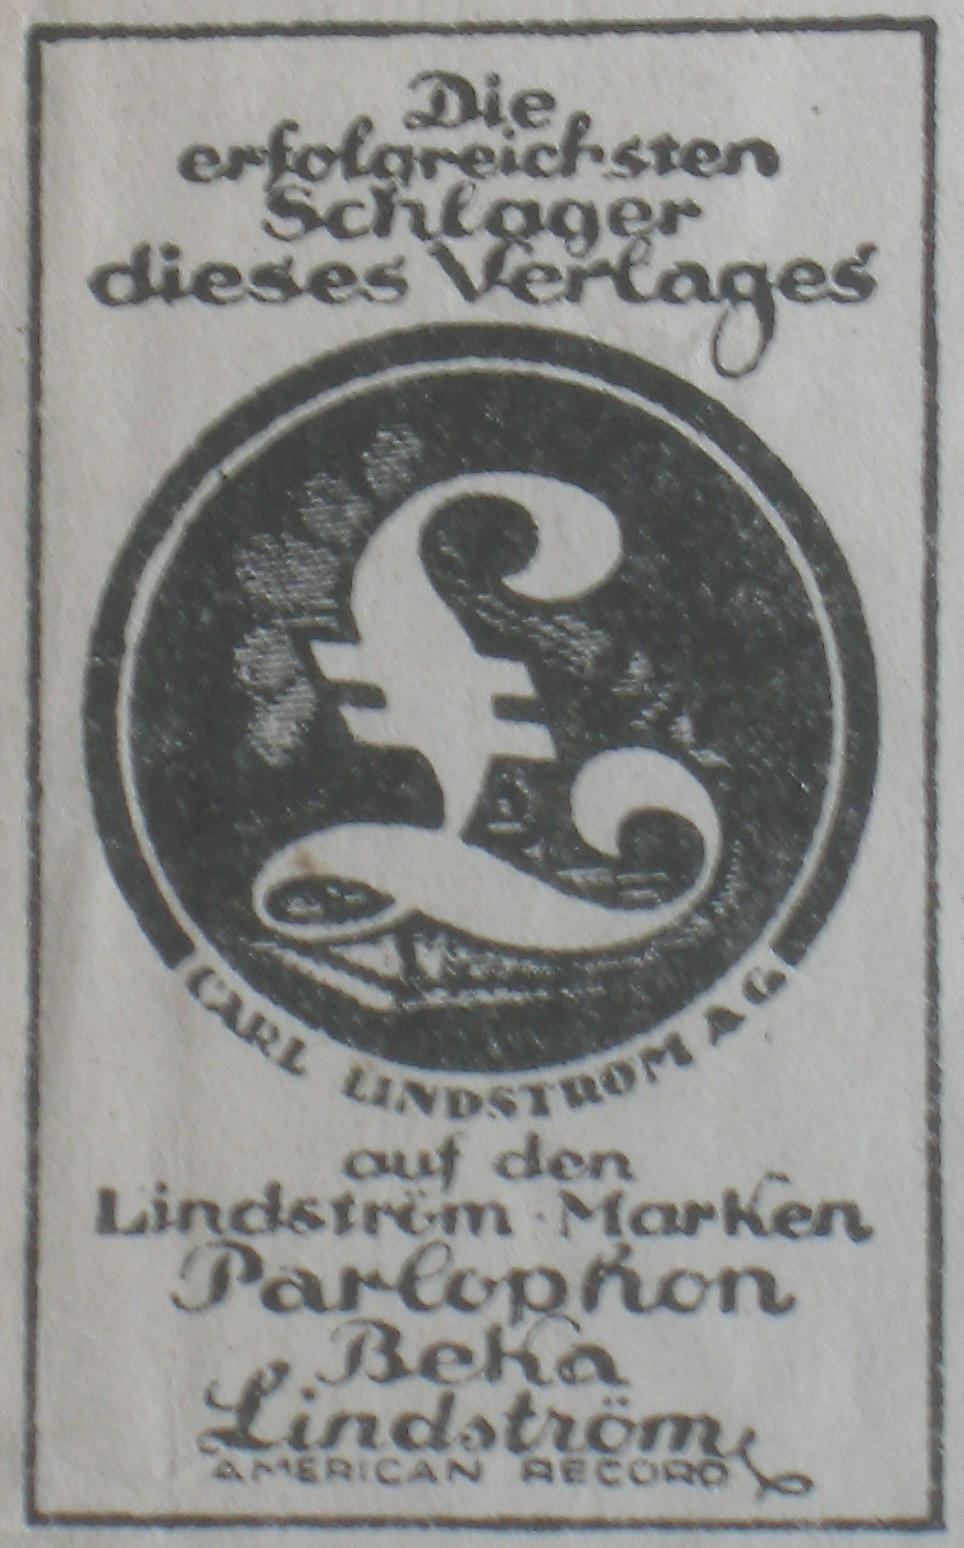 Die
erfolgreichsten
Schlager
dieses Verlages
£
CARL LINDSTRÖM A G
auf den
Lindström-Marken
Parlophon
Beka
Lindström
AMERICAN RECORD